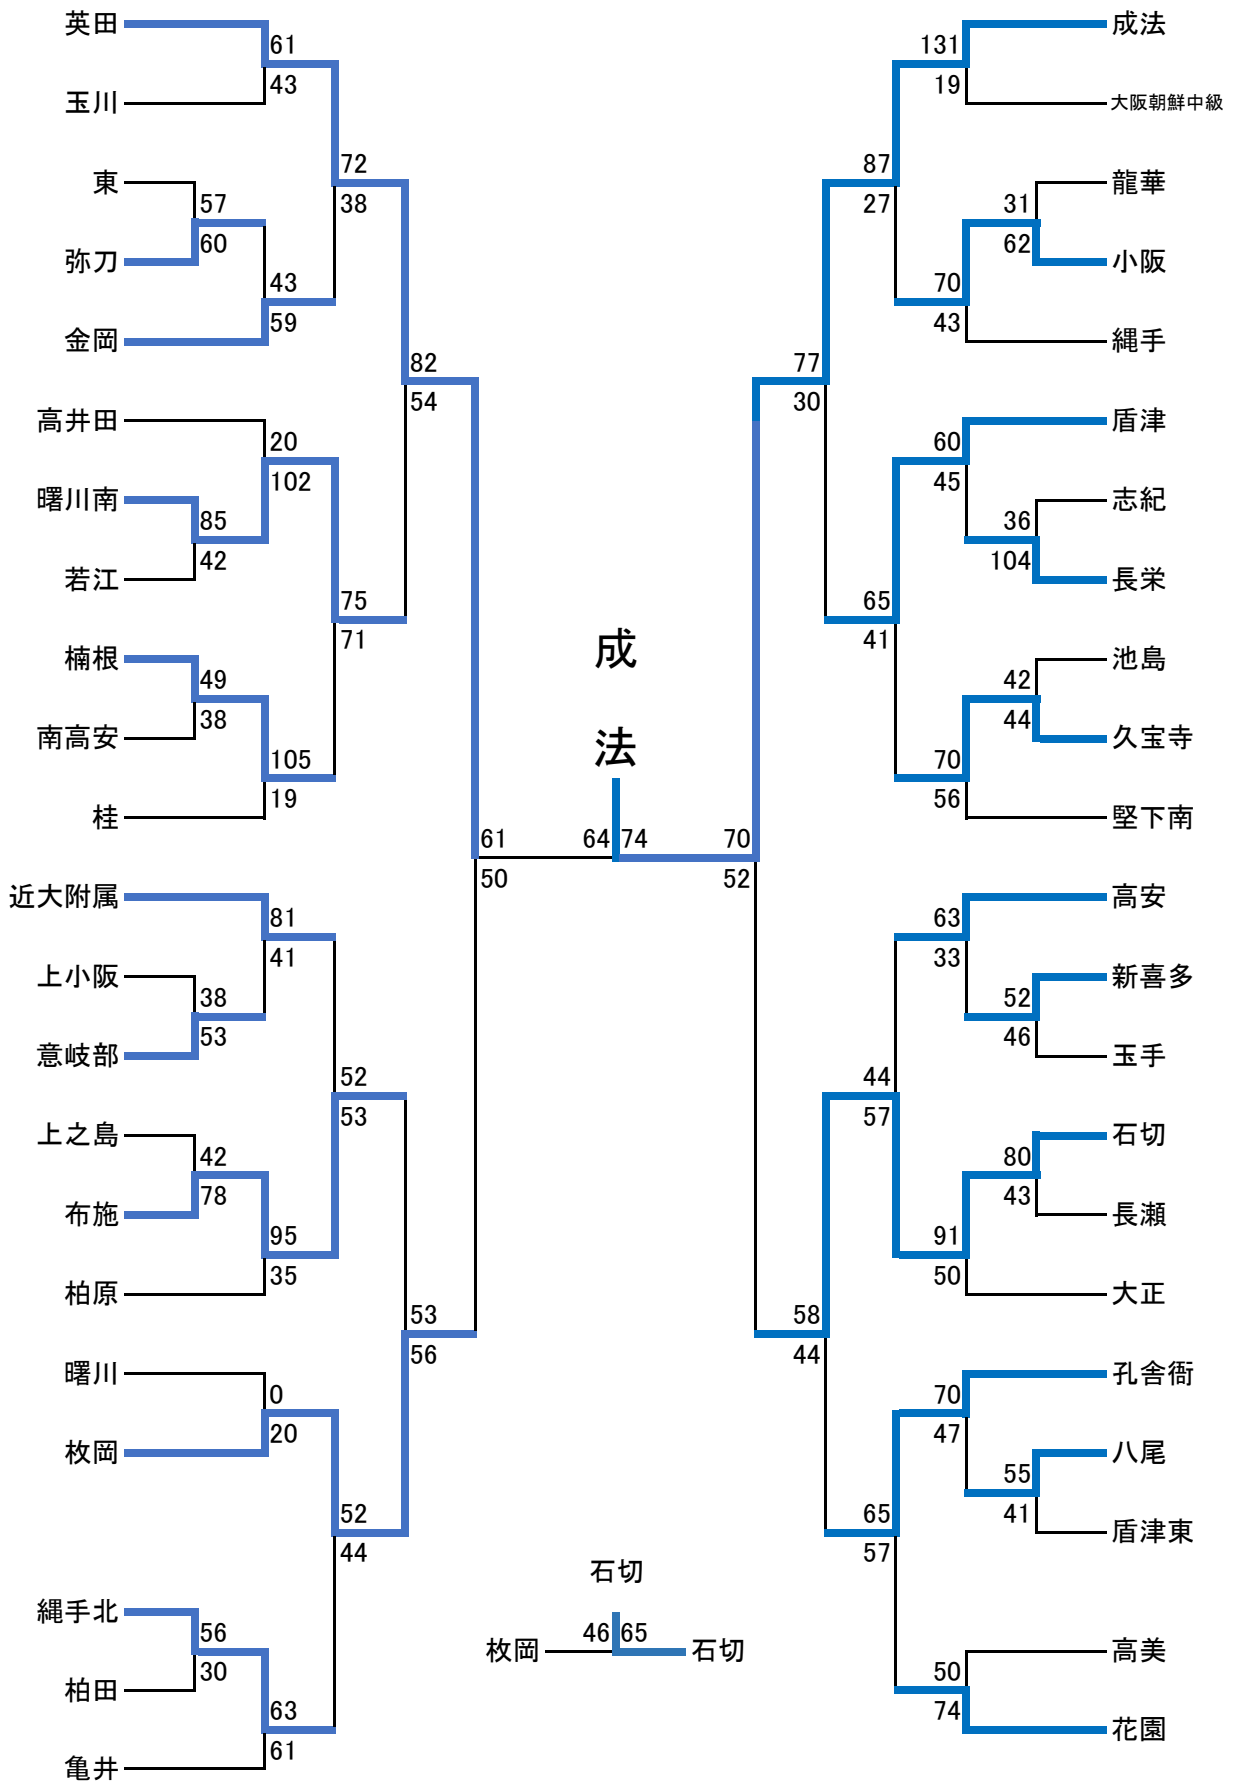 英田
61
43
玉川
72
38
東
57
60
弥刀
43
59
金岡
82
54
高井田
20
102
曙川南
85
42
若江
75
71
楠根
49
38
南高安
105
19
桂
61
50
近大附属
81
41
上小阪
38
53
意岐部
52
53
上之島
42
78
布施
95
35
柏原
53
56
曙川
0
20
枚岡
52
44
縄手北
56
30
柏田
63
61
亀井
成
法
64 74
石切
46 65
枚岡
石切
成法
131
19
大阪朝鮮中級
87
27
龍華
31
62
小阪
70
43
縄手
77
30
盾津
60
45
志紀
36
104
長栄
65
41
池島
42
44
久宝寺
70
56
堅下南
70
52
高安
63
33
新喜多
52
46
玉手
44
57
石切
80
43
長瀬
91
50
大正
58
44
孔舎衙
70
47
八尾
55
41
盾津東
65
57
高美
50
74
花園